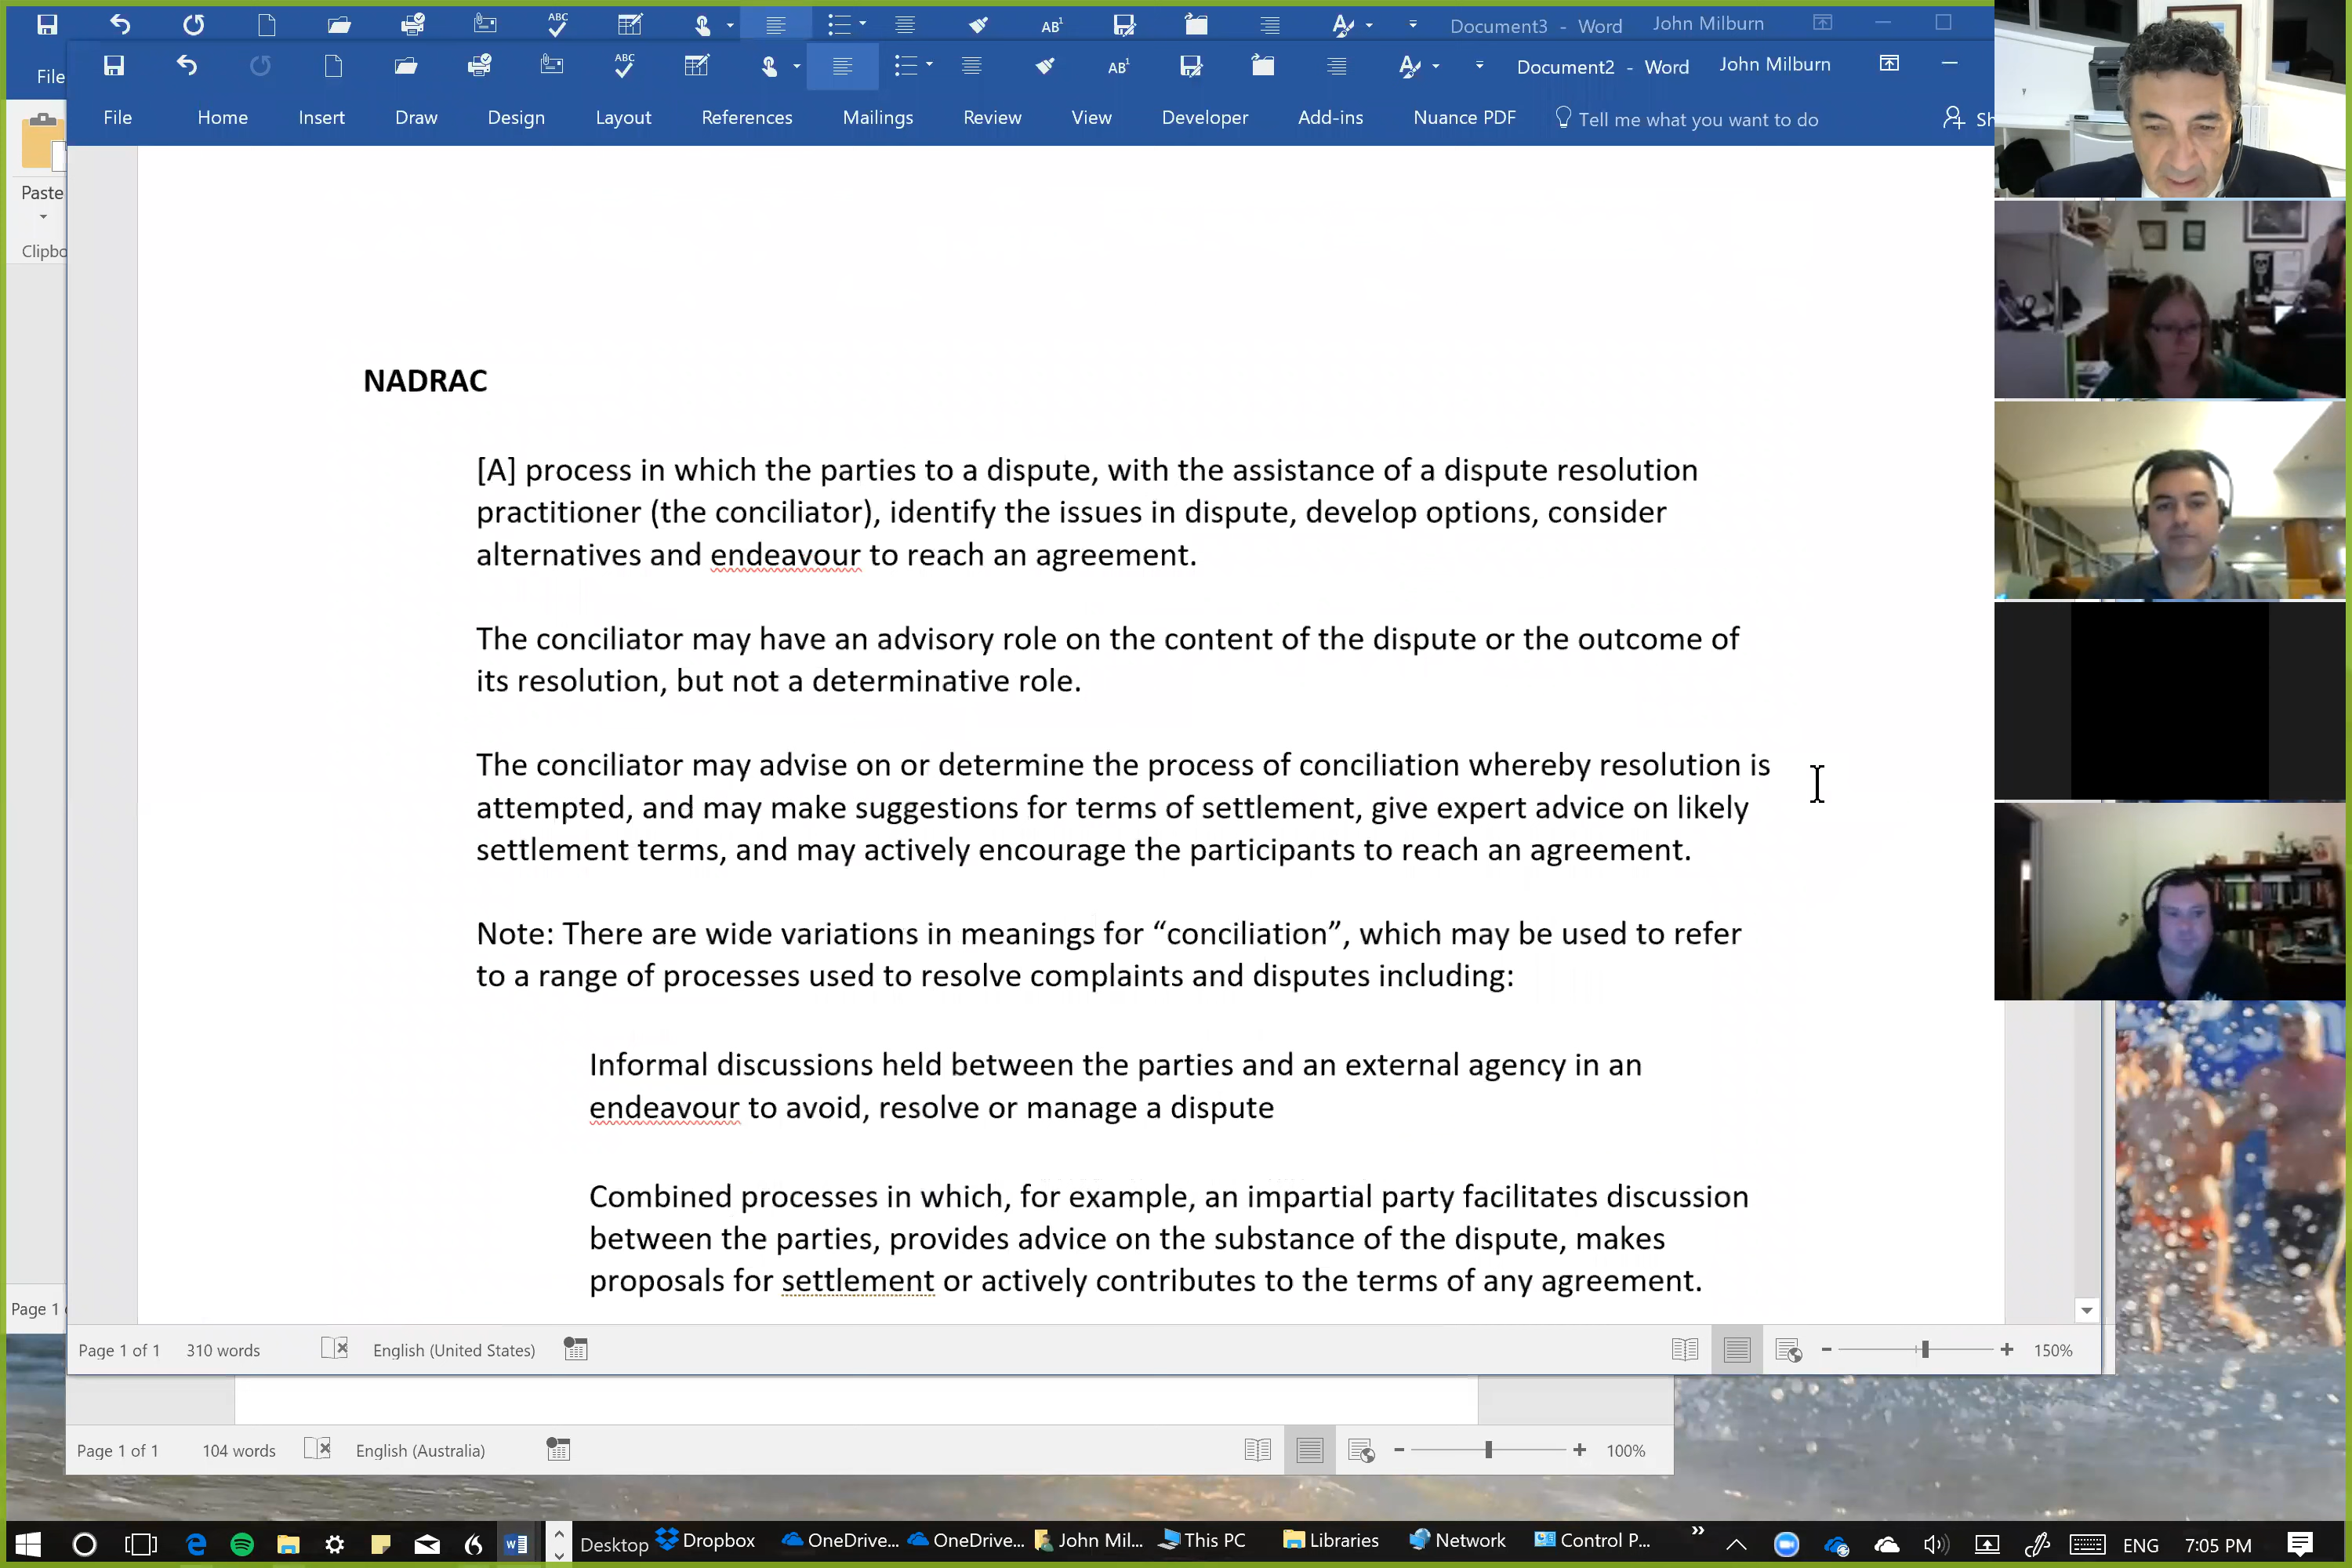 Document3 - Word John Milburn
File
Document2 - Word John Milburn
File Home Insert Draw Design Layout References Mailings Review View Developer Add-ins Nuance PDF Tell me what you want to do
Paste
NADRAC
[A] process in which the parties to a dispute, with the assistance of a dispute resolution
practitioner (the conciliator), identify the issues in dispute, develop options, consider
alternatives and endeavour to reach an agreement.
The conciliator may have an advisory role on the content of the dispute or the outcome of
its resolution, but not a determinative role.
The conciliator may advise on or determine the process of conciliation whereby resolution is
attempted, and may make suggestions for terms of settlement, give expert advice on likely
settlement terms, and may actively encourage the participants to reach an agreement.
Note: There are wide variations in meanings for “conciliation”, which may be used to refer
to a range of processes used to resolve complaints and disputes including:
Informal discussions held between the parties and an external agency in an
endeavour to avoid, resolve or manage a dispute
Combined processes in which, for example, an impartial party facilitates discussion
between the parties, provides advice on the substance of the dispute, makes
proposals for settlement or actively contributes to the terms of any agreement.
Page 1
Page 1 of 1 310 words English (United States) 150%
Page 1 of 1 104 words English (Australia) 100%
Desktop Dropbox OneDrive... OneDrive... John Mil... This PC Libraries Network Control P... ENG 7:05 PM